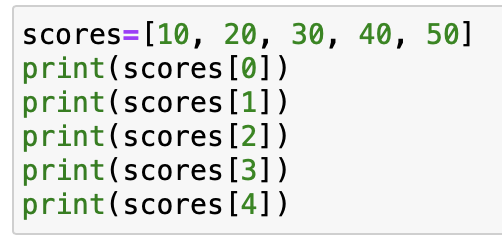 scores=[10, 20, 30, 40, 50]
print(scores[0])
print(scores[1])
print(scores[2])
print(scores[3])
print(scores[4])